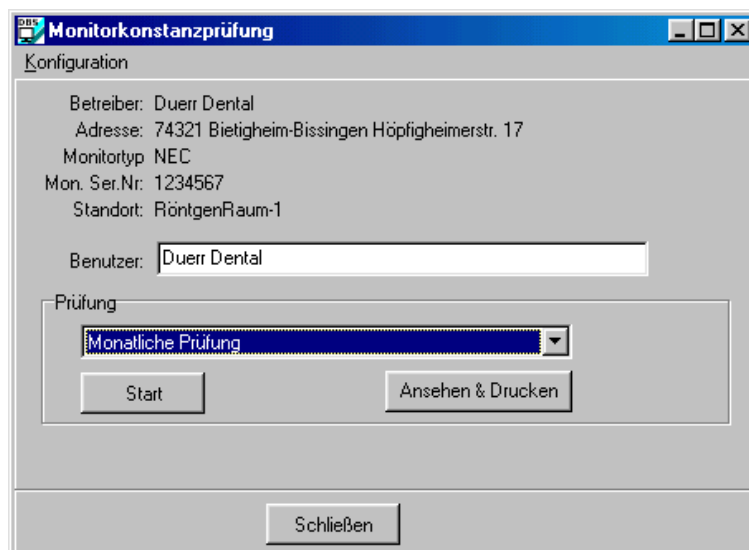 DBS
Monitorkonstanzprüfung
Konfiguration
Betreiber: Duerr Dental
Adresse: 74321 Bietigheim-Bissingen Höpfigheimerstr. 17
Monitortyp NEC
Mon. Ser.Nr: 1234567
Standort: RöntgenRaum-1
Benutzer: Duerr Dental
Prüfung
Monatliche Prüfung
Start Ansehen & Drucken
Schließen